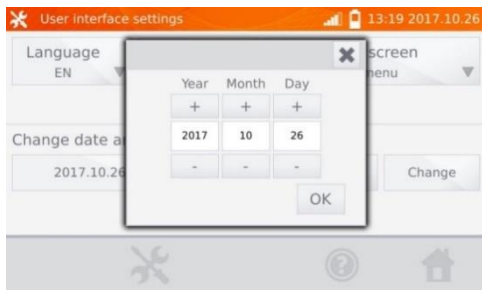 User interface settings
13:19 2017.10.26
Language
EN
screen
enu
Year Month Day
+ + +
2017 10 26
- - -
OK
Change date a
2017.10.26
Change